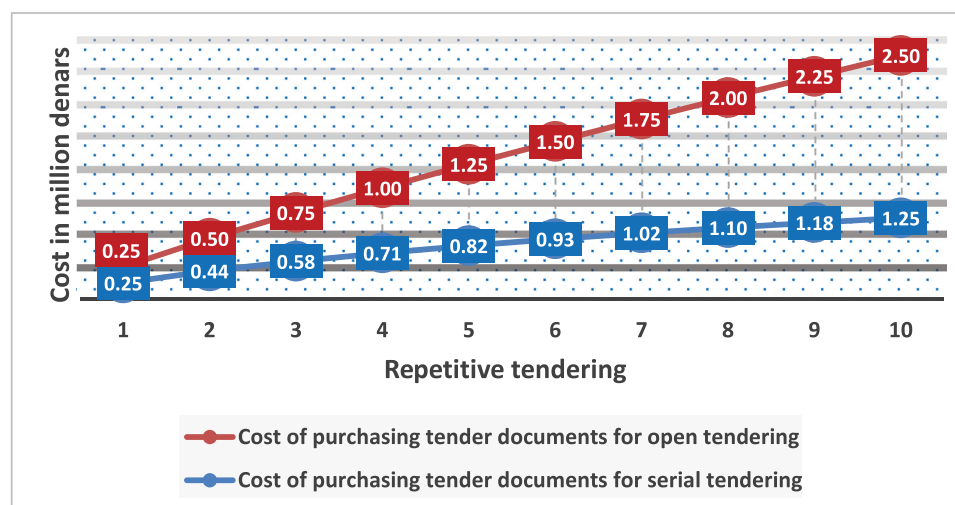 Cost in million denars
0.25 0.50 0.75 1.00 1.25 1.50 1.75 2.00 2.25 2.50
0.25 0.44 0.58 0.71 0.82 0.93 1.02 1.10 1.18 1.25
1 2 3 4 5 6 7 8 9 10
Repetitive tendering
Cost of purchasing tender documents for open tendering
Cost of purchasing tender documents for serial tendering